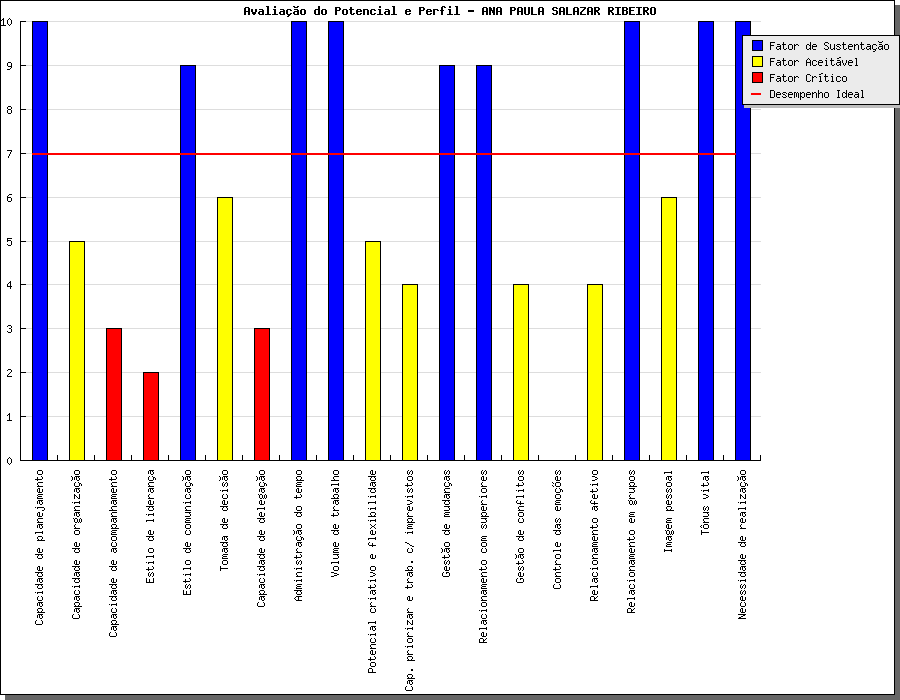 Avaliação do Potencial e Perfil - ANA PAULA SALAZAR RIBEIRO
Fator de Sustentação
Fator Aceitável
Fator Crítico
Desempenho Ideal
10
9
8
7
6
5
4
3
2
1
0
Capacidade de planejamento
Capacidade de organização
Capacidade de acompanhamento
Estilo de liderança
Estilo de comunicação
Tomada de decisão
Capacidade de delegação
Administração do tempo
Volume de trabalho
Potencial criativo e flexibilidade
Cap. priorizar e trab. c/ imprevistos
Gestão de mudanças
Relacionamento com superiores
Gestão de conflitos
Controle das emoções
Relacionamento afetivo
Relacionamento em grupos
Imagem pessoal
Tônus vital
Necessidade de realização